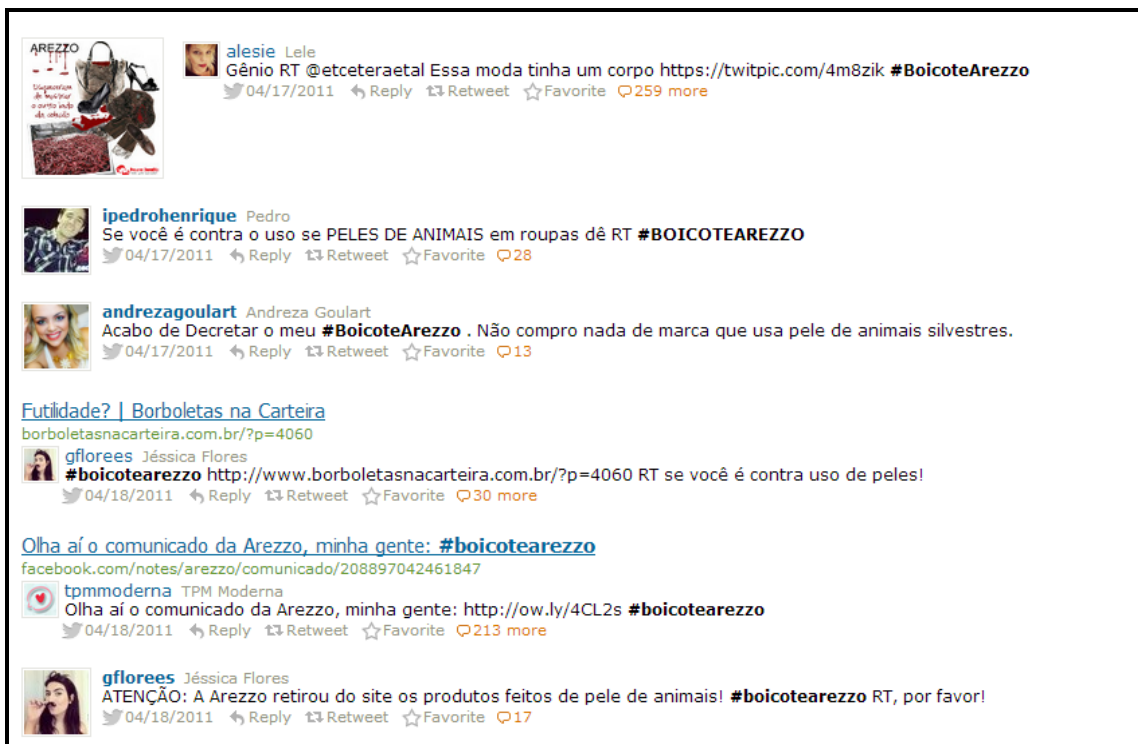 AREZZO
alesie Lele
Gênio RT @etceteraetal Essa moda tinha um corpo https://twitpic.com/4m8zik #BoicoteArezzo
04/17/2011 Reply Retweet Favorite 259 more
ipedrohenrique Pedro
Se você é contra o uso se PELES DE ANIMAIS em roupas dê RT #BOICOTEAREZZO
04/17/2011 Reply Retweet Favorite 28
andrezagoulart Andreza Goulart
Acabo de Decretar o meu #BoicoteArezzo . Não compro nada de marca que usa pele de animais silvestres.
04/17/2011 Reply Retweet Favorite 13
Futilidade? | Borboletas na Carteira
borboletasnacarteira.com.br/?p=4060
gflorees Jéssica Flores
#boicotearezzo http://www.borboletasnacarteira.com.br/?p=4060 RT se você é contra uso de peles!
04/18/2011 Reply Retweet Favorite 30 more
Olha aí o comunicado da Arezzo, minha gente: #boicotearezzo
facebook.com/notes/arezzo/comunicado/208897042461847
tpmmoderna TPM Moderna
Olha aí o comunicado da Arezzo, minha gente: http://ow.ly/4CL2s #boicotearezzo
04/18/2011 Reply Retweet Favorite 213 more
gflorees Jéssica Flores
ATENÇÃO: A Arezzo retirou do site os produtos feitos de pele de animais! #boicotearezzo RT, por favor!
04/18/2011 Reply Retweet Favorite 17